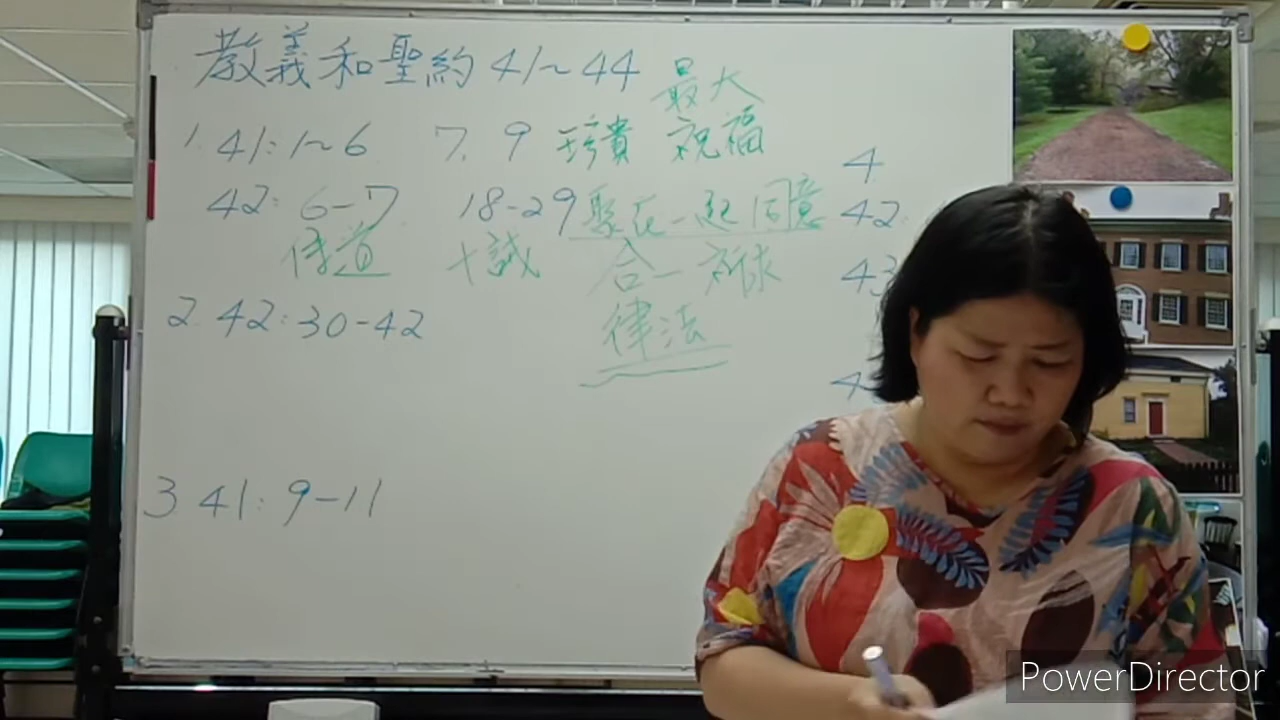 教義和聖約 41~44
最大
1. 41:1~6 7, 9 珍貴 祝福
4
42: 6-7 18-29 聚在一起 同意
42:
傳道 十誡 合一 祈求
43
2. 42:30-42 律法
4
3 41: 9-11
PowerDirector